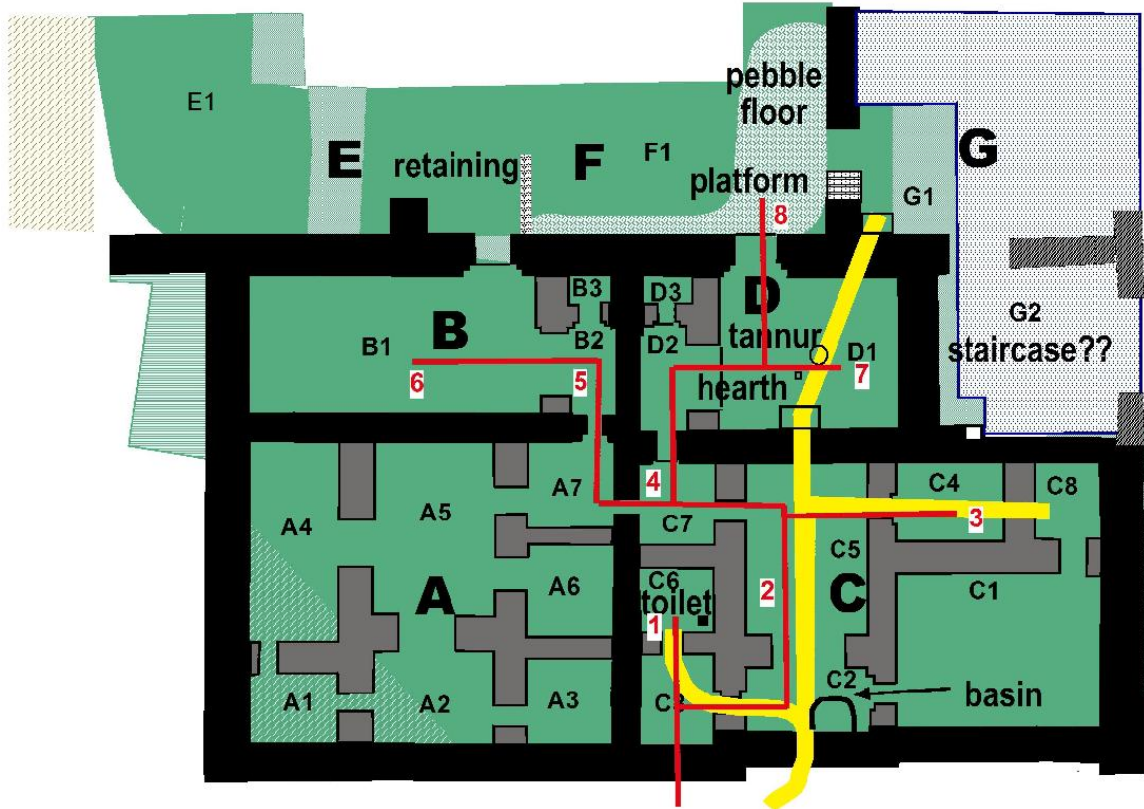 E1
pebble
floor
E
retaining
F
F1
G
platform
8
G1
B3
D3
D
B1
B
B2
D2
tannur
D1
G2
staircase??
6
5
hearth
7
A4
A5
A7
4
C7
C4
C8
3
C5
A
A6
C6
toilet
2
C
C1
1
A1
A2
A3
C3
C2
basin